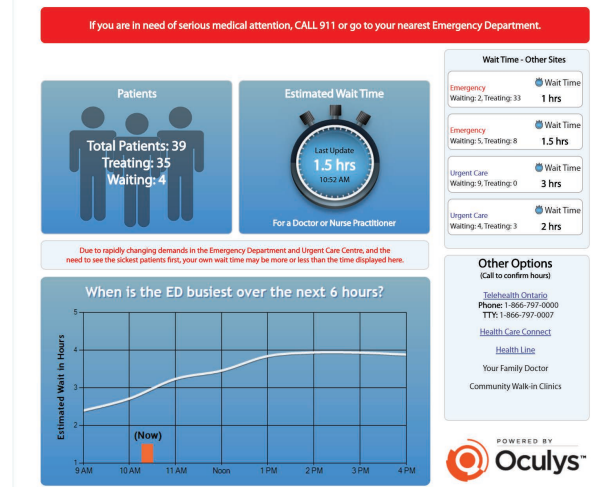 If you are in need of serious medical attention, CALL 911 or go to your nearest Emergency Department.
Patients
Total Patients: 39
Treating: 35
Waiting: 4
Estimated Wait Time
Last Update
1.5 hrs
10:52 AM
For a Doctor or Nurse Practitioner
Due to rapidly changing demands in the Emergency Department and Urgent Care Centre, and the
need to see the sickest patients first, your own wait time may be more or less than the time displayed here.
When is the ED busiest over the next 6 hours?
Estimated Wait in Hours
5
4
3
2
1
(Now)
9 AM 10 AM 11 AM Noon 1 PM 2 PM 3 PM 4 PM
Wait Time - Other Sites
Emergency
Waiting: 2, Treating: 33
Wait Time
1 hrs
Emergency
Waiting: 5, Treating: 8
Wait Time
1.5 hrs
Urgent Care
Waiting: 9, Treating: 0
Wait Time
3 hrs
Urgent Care
Waiting: 4, Treating: 3
Wait Time
2 hrs
Other Options
(Call to confirm hours)
Telehealth Ontario
Phone: 1-866-797-0000
TTY: 1-866-797-0007
Health Care Connect
Health Line
Your Family Doctor
Community Walk-in Clinics
POWERED BY
Oculys™